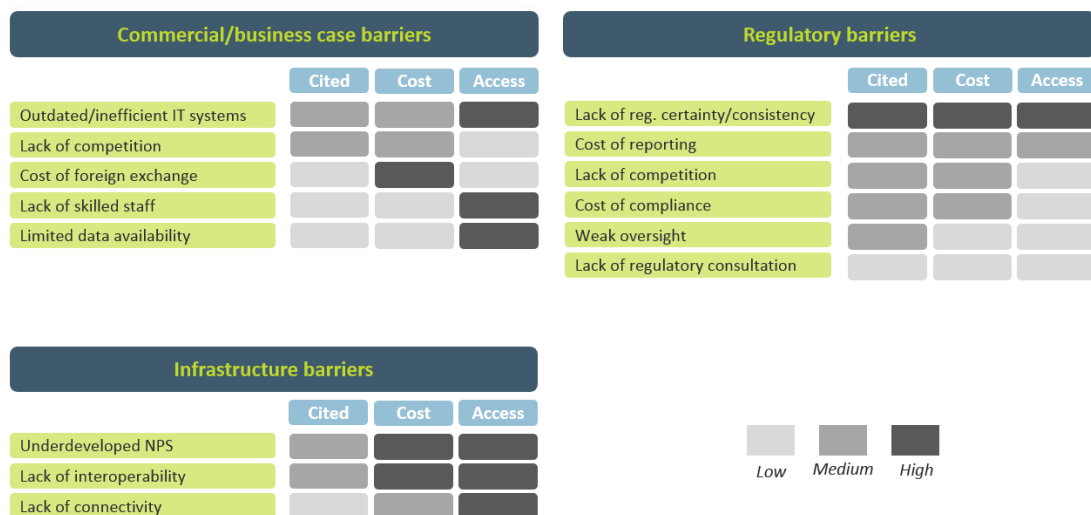 Commercial/business case barriers
Cited Cost Access
Outdated/inefficient IT systems
Lack of competition
Cost of foreign exchange
Lack of skilled staff
Limited data availability
Regulatory barriers
Cited Cost Access
Lack of reg. certainty/consistency
Cost of reporting
Lack of competition
Cost of compliance
Weak oversight
Lack of regulatory consultation
Infrastructure barriers
Cited Cost Access
Underdeveloped NPS
Lack of interoperability
Lack of connectivity
Low Medium High